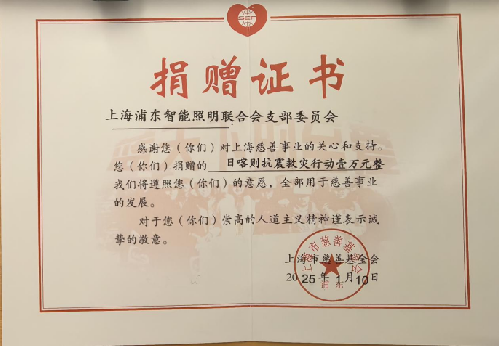 捐赠证书
上海浦东智能照明联合会支部委员会
感谢您（你们）对上海慈善事业的关心和支持。
您（你们）捐赠的 日喀则抗震救灾行动壹万元整
我们将遵照您（你们）的意愿，全部用于慈善事业
的发展。
对于您（你们）崇高的人道主义精神谨表示诚
挚的敬意。
上海市慈善基金会
2025年1月10日